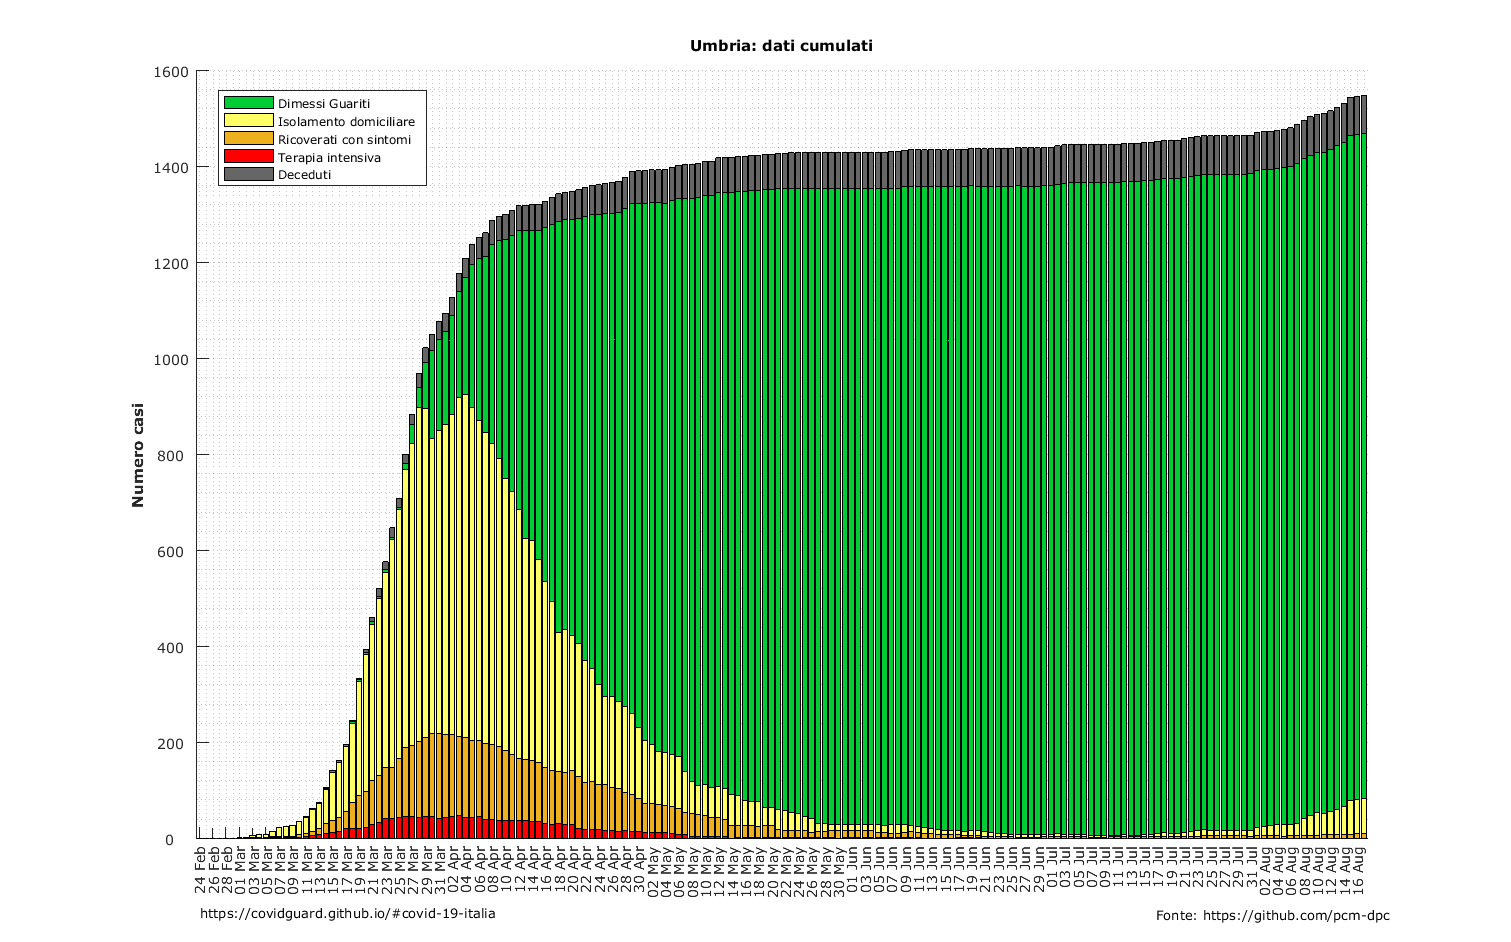 Umbria: dati cumulati
1600
1400
1200
1000
800
600
400
200
0
Numero casi
Dimessi Guariti
Isolamento domiciliare
Ricoverati con sintomi
Terapia intensiva
Deceduti
24 Feb
26 Feb
28 Feb
01 Mar
03 Mar
05 Mar
07 Mar
09 Mar
11 Mar
13 Mar
15 Mar
17 Mar
19 Mar
21 Mar
23 Mar
25 Mar
27 Mar
29 Mar
31 Mar
02 Apr
04 Apr
06 Apr
08 Apr
10 Apr
12 Apr
14 Apr
16 Apr
18 Apr
20 Apr
22 Apr
24 Apr
26 Apr
28 Apr
30 Apr
02 May
04 May
06 May
08 May
10 May
12 May
14 May
16 May
18 May
20 May
22 May
24 May
26 May
28 May
30 May
01 Jun
03 Jun
05 Jun
07 Jun
09 Jun
11 Jun
13 Jun
15 Jun
17 Jun
19 Jun
21 Jun
23 Jun
25 Jun
27 Jun
29 Jun
01 Jul
03 Jul
05 Jul
07 Jul
09 Jul
11 Jul
13 Jul
15 Jul
17 Jul
19 Jul
21 Jul
23 Jul
25 Jul
27 Jul
29 Jul
31 Jul
02 Aug
04 Aug
06 Aug
08 Aug
10 Aug
12 Aug
14 Aug
16 Aug
https://covidguard.github.io/#covid-19-italia
Fonte: https://github.com/pcm-dpc